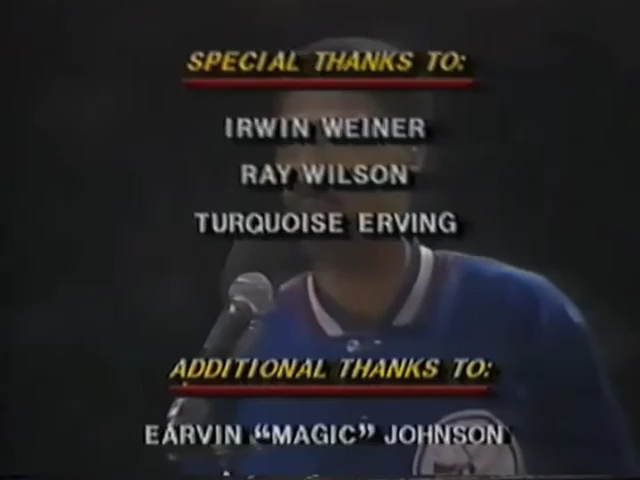 SPECIAL THANKS TO:
IRWIN WEINER
RAY WILSON
TURQUOISE ERVING
ADDITIONAL THANKS TO:
EARVIN “MAGIC” JOHNSON